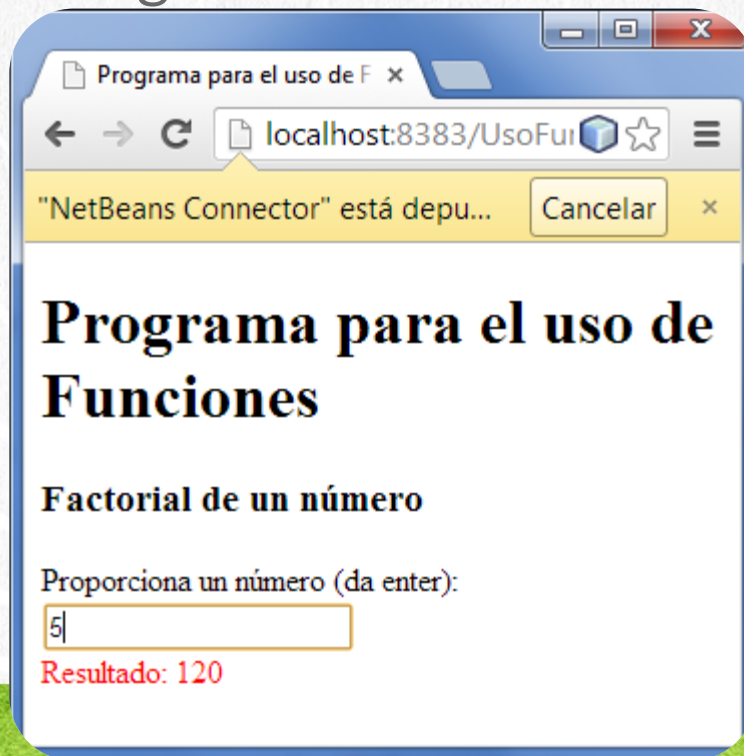 Programa para el uso de F
localhost:8383/UsoFu
"NetBeans Connector" está depu... Cancelar
Programa para el uso de
Funciones
Factorial de un número
Proporciona un número (da enter):
5
Resultado: 120